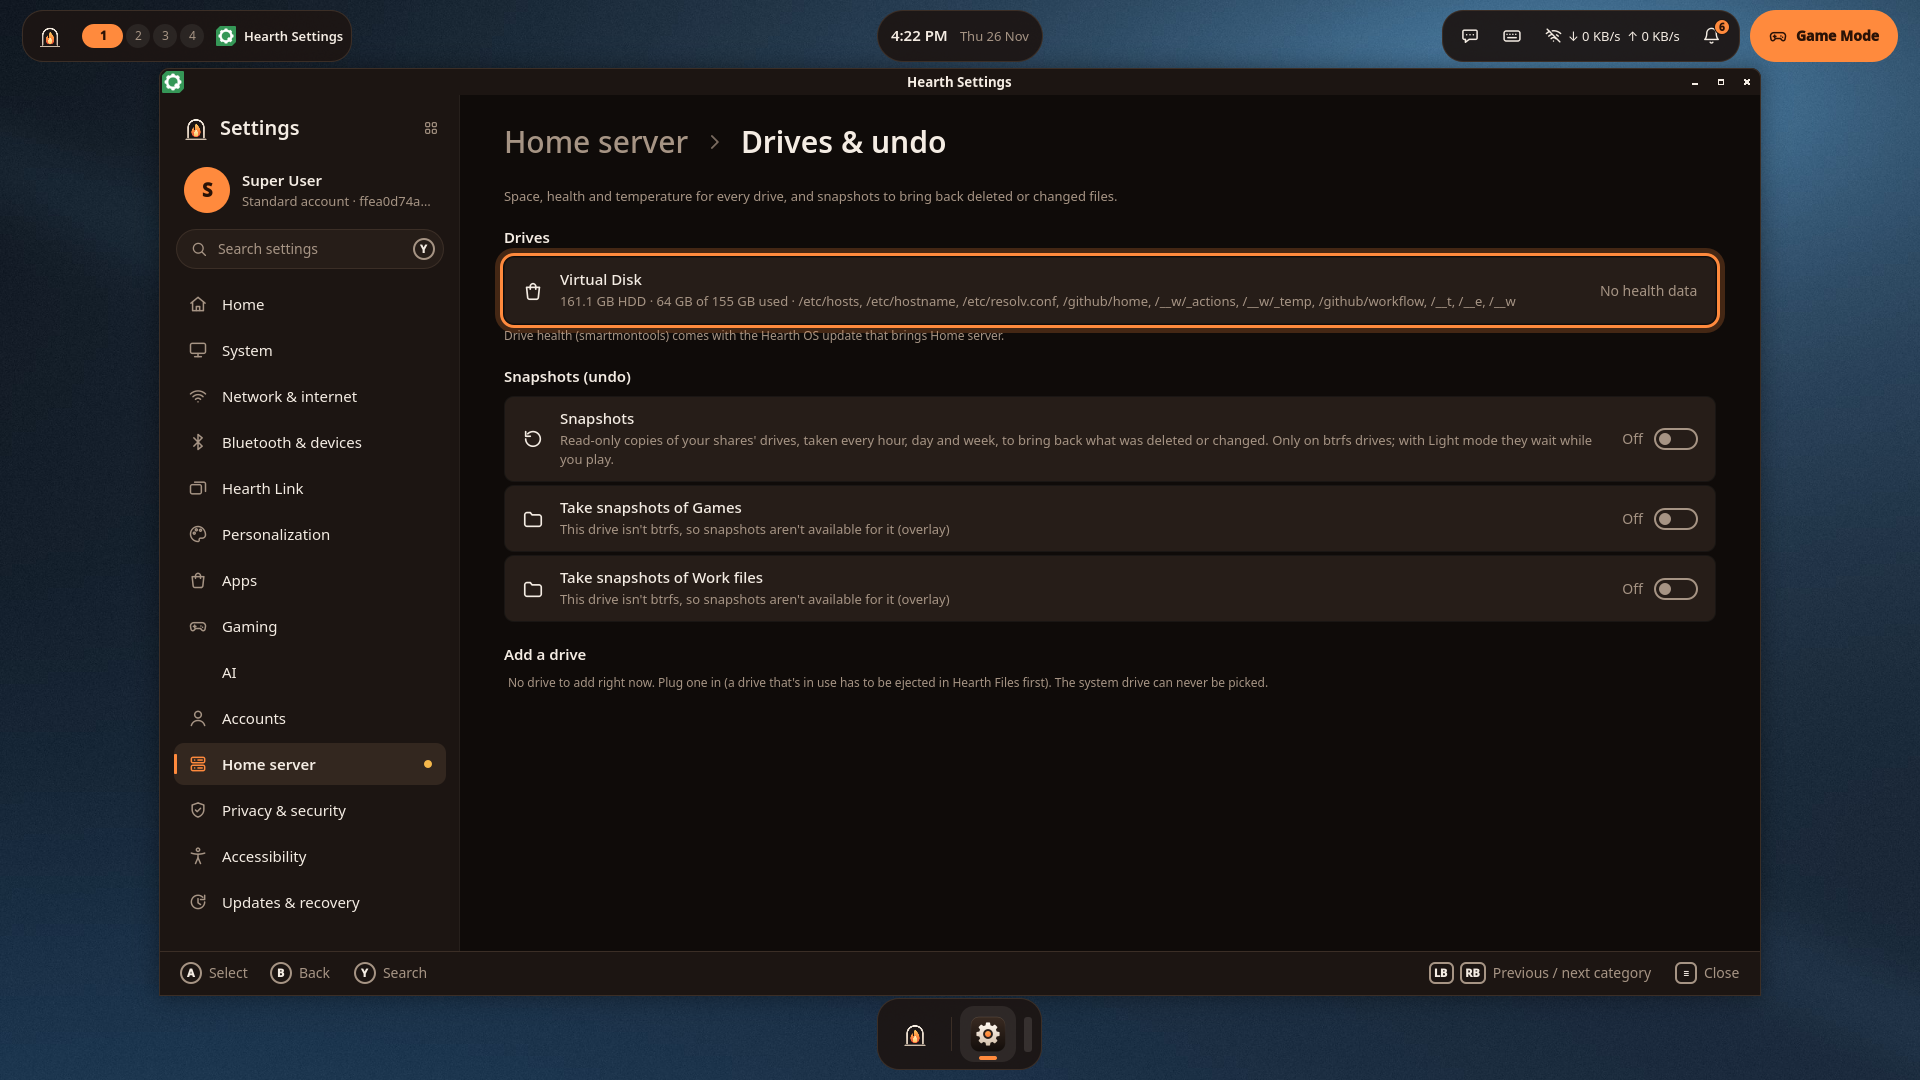 1 2 3 4 Hearth Settings
4:22 PM Thu 26 Nov
↓ 0 KB/s ↑ 0 KB/s
6
Game Mode
Hearth Settings
Settings
S
Super User
Standard account · ffea0d74a...
Search settings Y
Home
System
Network & internet
Bluetooth & devices
Hearth Link
Personalization
Apps
Gaming
AI
Accounts
Home server
Privacy & security
Accessibility
Updates & recovery
Home server > Drives & undo
Space, health and temperature for every drive, and snapshots to bring back deleted or changed files.
Drives
Virtual Disk
161.1 GB HDD · 64 GB of 155 GB used · /etc/hosts, /etc/hostname, /etc/resolv.conf, /github/home, /__w/_actions, /__w/_temp, /github/workflow, /__t, /__e, /__w
No health data
Drive health (smartmontools) comes with the Hearth OS update that brings Home server.
Snapshots (undo)
Snapshots
Read-only copies of your shares' drives, taken every hour, day and week, to bring back what was deleted or changed. Only on btrfs drives; with Light mode they wait while
you play.
Off
Take snapshots of Games
This drive isn't btrfs, so snapshots aren't available for it (overlay)
Off
Take snapshots of Work files
This drive isn't btrfs, so snapshots aren't available for it (overlay)
Off
Add a drive
No drive to add right now. Plug one in (a drive that's in use has to be ejected in Hearth Files first). The system drive can never be picked.
A Select B Back Y Search
LB RB Previous / next category ≡ Close